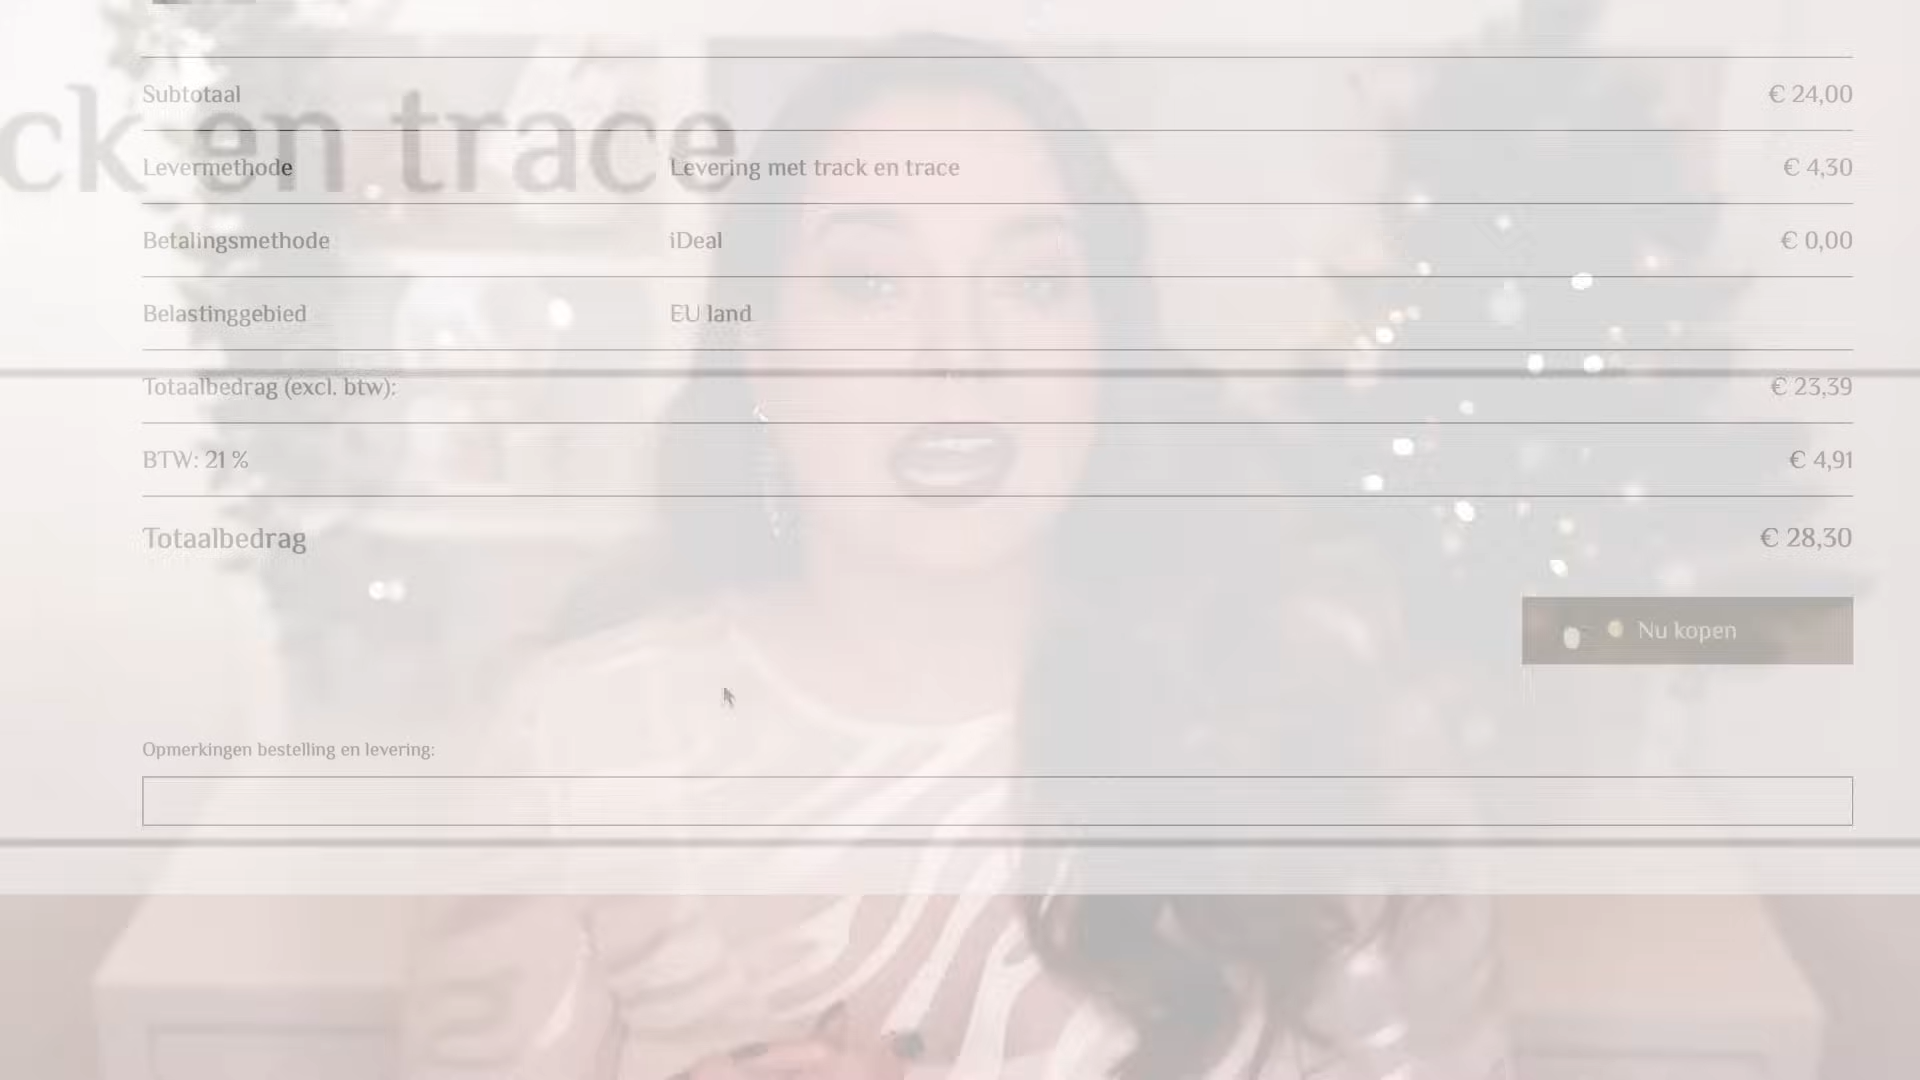 Subtotaal € 24,00
ck en trace
Levermethode Levering met track en trace € 4,30
Betalingsmethode iDeal € 0,00
Belastinggebied EU land
Totaalbedrag (excl. btw): € 23,39
BTW: 21 % € 4,91
Totaalbedrag € 28,30
Nu kopen
Opmerkingen bestelling en levering: